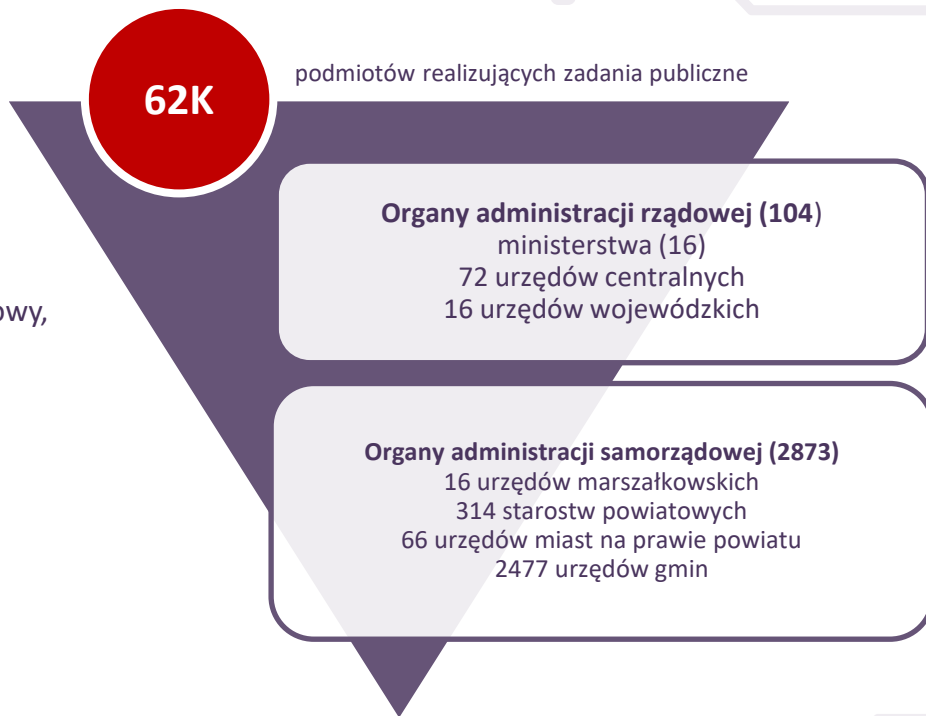 62K
podmiotów realizujących zadania publiczne
Organy administracji rządowej (104)
ministerstwa (16)
72 urzędów centralnych
16 urzędów wojewódzkich
Organy administracji samorządowej (2873)
16 urzędów marszałkowskich
314 starostw powiatowych
66 urzędów miast na prawie powiatu
2477 urzędów gmin